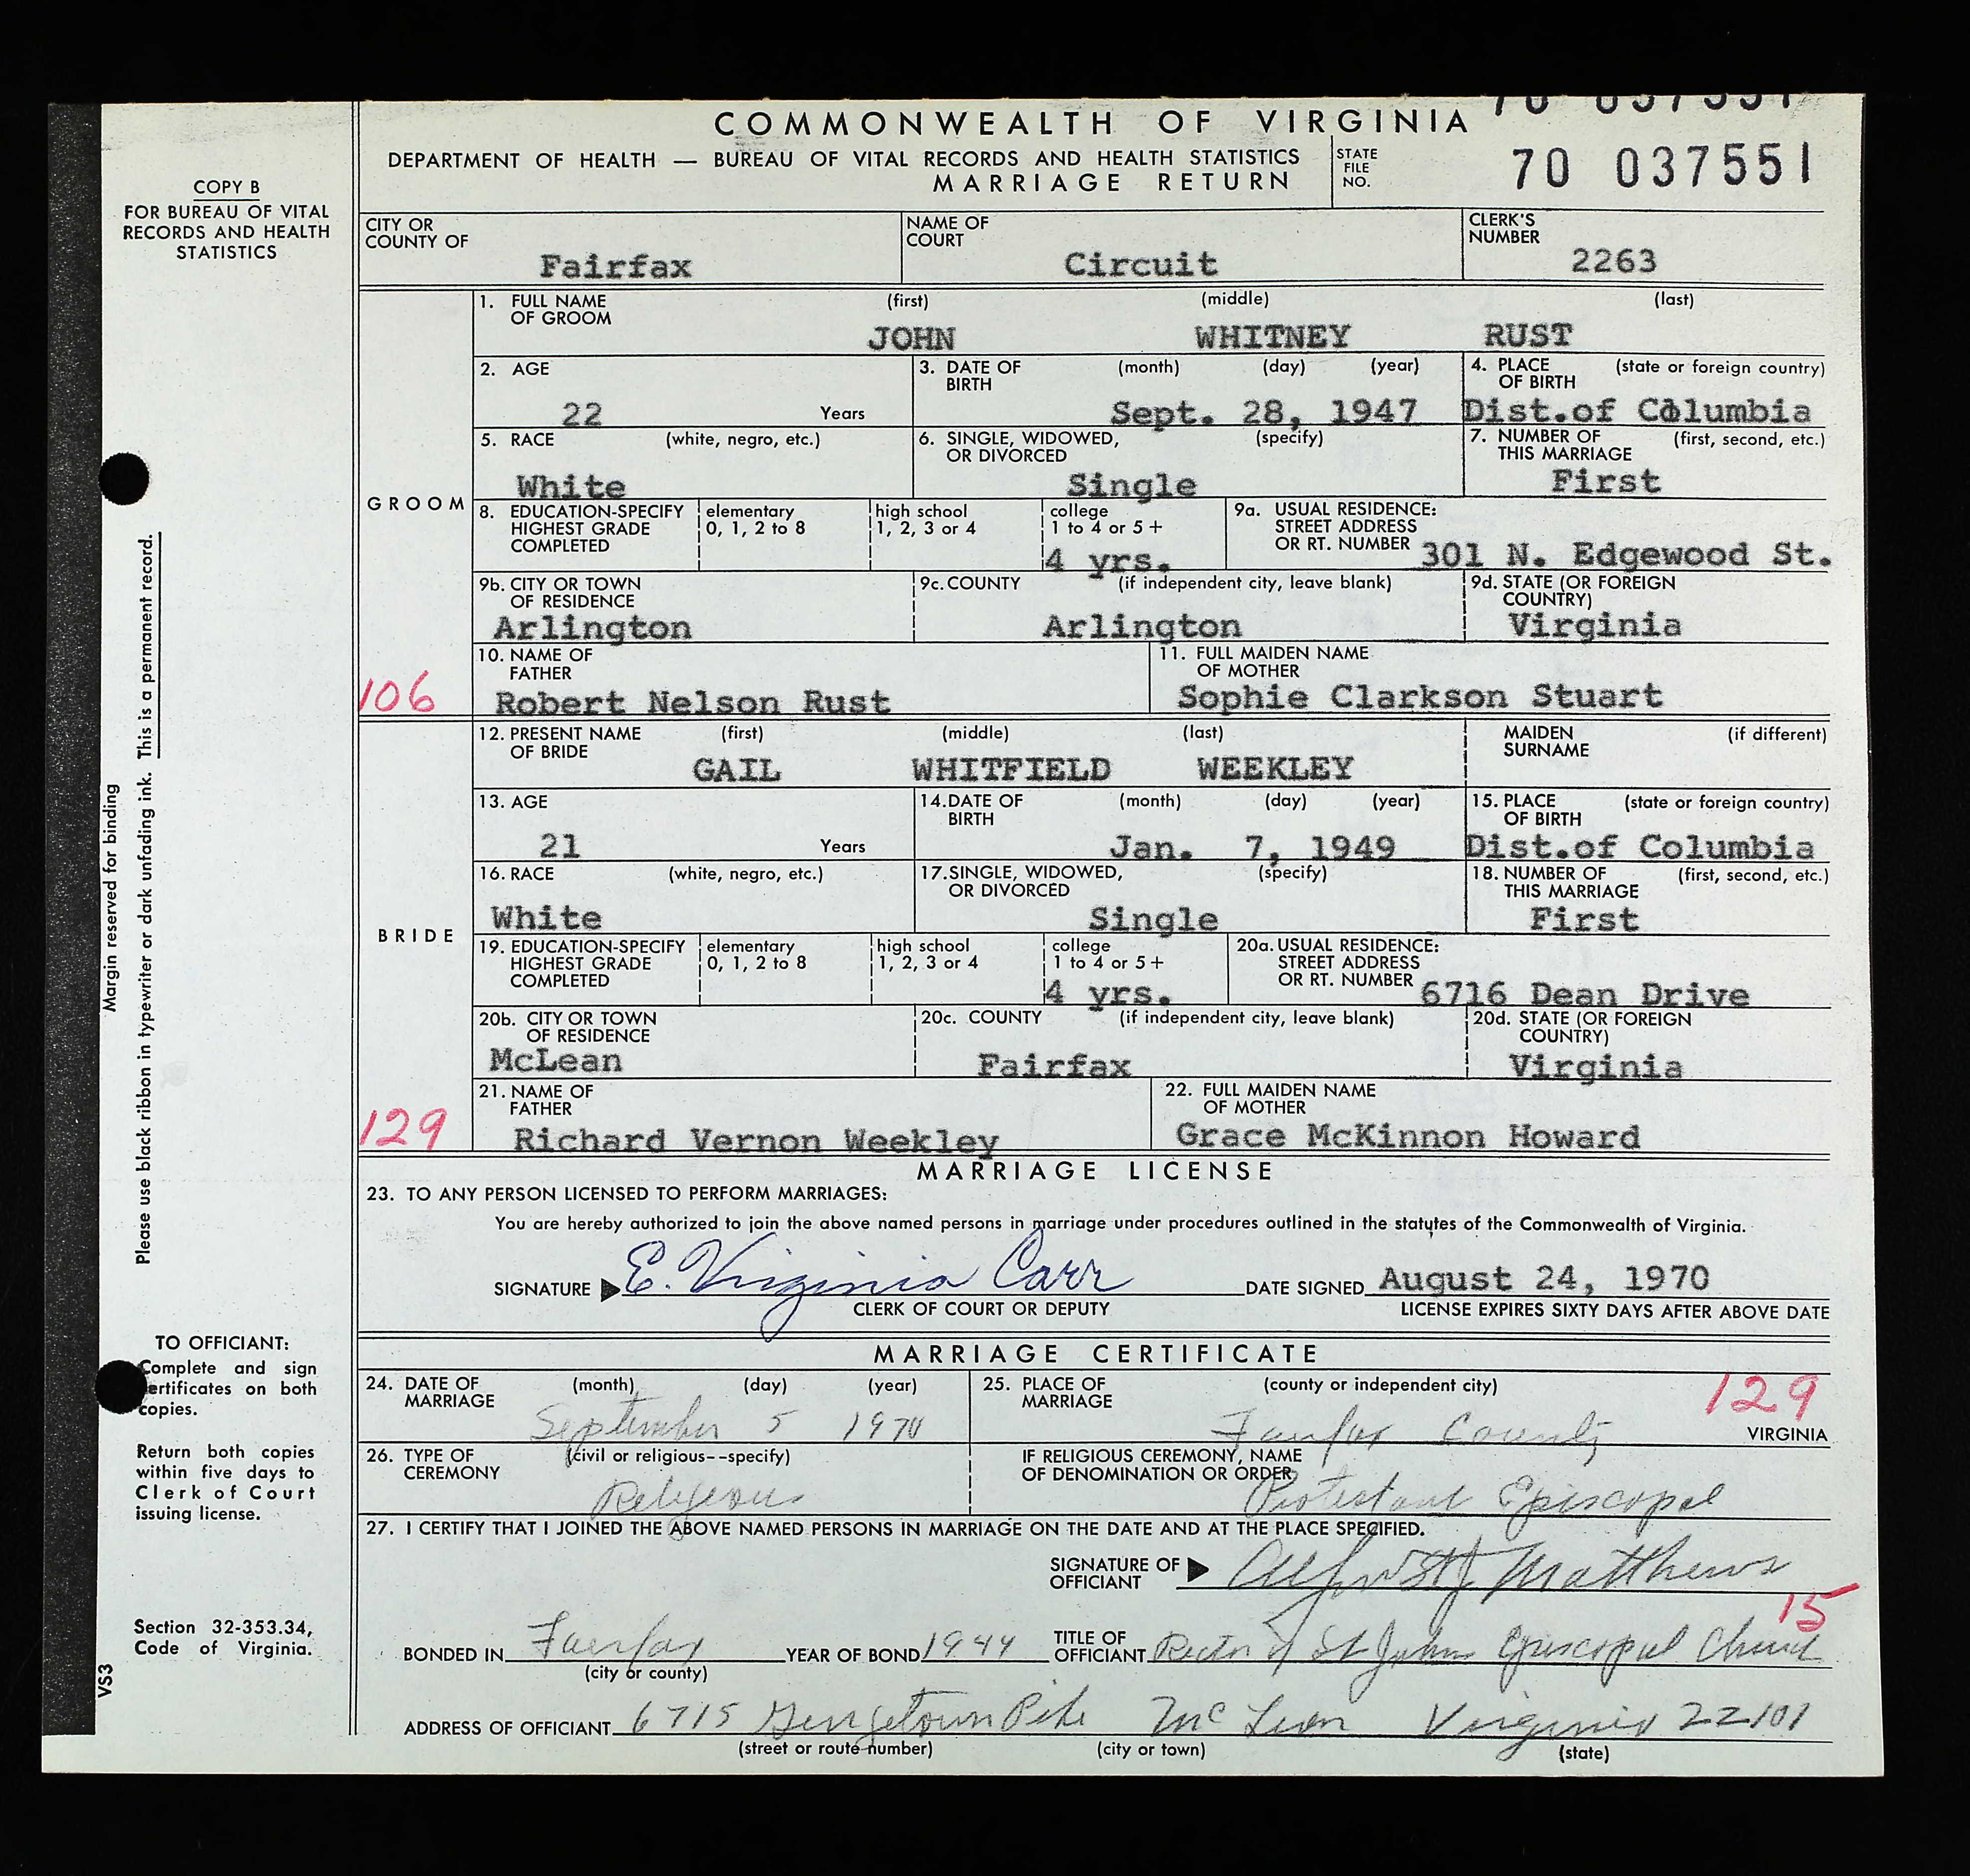 COMMONWEALTH OF VIRGINIA
DEPARTMENT OF HEALTH — BUREAU OF VITAL RECORDS AND HEALTH STATISTICS
MARRIAGE RETURN
STATE FILE NO. 70 037551
COPY B
FOR BUREAU OF VITAL
RECORDS AND HEALTH
STATISTICS
CITY OR COUNTY OF Fairfax NAME OF COURT Circuit CLERK'S NUMBER 2263
GROOM
1. FULL NAME OF GROOM (first) (middle) (last)
JOHN WHITNEY RUST
2. AGE 22 Years 3. DATE OF BIRTH (month) (day) (year) Sept. 28, 1947 4. PLACE OF BIRTH (state or foreign country) Dist.of Columbia
5. RACE (white, negro, etc.) White 6. SINGLE, WIDOWED, OR DIVORCED (specify) Single 7. NUMBER OF THIS MARRIAGE (first, second, etc.) First
8. EDUCATION-SPECIFY HIGHEST GRADE COMPLETED elementary 0, 1, 2 to 8 high school 1, 2, 3 or 4 college 1 to 4 or 5+ 4 yrs. 9a. USUAL RESIDENCE: STREET ADDRESS OR RT. NUMBER 301 N. Edgewood St.
9b. CITY OR TOWN OF RESIDENCE Arlington 9c. COUNTY (if independent city, leave blank) Arlington 9d. STATE (OR FOREIGN COUNTRY) Virginia
10. NAME OF FATHER Robert Nelson Rust 11. FULL MAIDEN NAME OF MOTHER Sophie Clarkson Stuart
106
BRIDE
12. PRESENT NAME OF BRIDE (first) (middle) (last) MAIDEN SURNAME (if different)
GAIL WHITFIELD WEEKLEY
13. AGE 21 Years 14. DATE OF BIRTH (month) (day) (year) Jan. 7, 1949 15. PLACE OF BIRTH (state or foreign country) Dist.of Columbia
16. RACE (white, negro, etc.) White 17. SINGLE, WIDOWED, OR DIVORCED (specify) Single 18. NUMBER OF THIS MARRIAGE (first, second, etc.) First
19. EDUCATION-SPECIFY HIGHEST GRADE COMPLETED elementary 0, 1, 2 to 8 high school 1, 2, 3 or 4 college 1 to 4 or 5+ 4 yrs. 20a. USUAL RESIDENCE: STREET ADDRESS OR RT. NUMBER 6716 Dean Drive
20b. CITY OR TOWN OF RESIDENCE McLean 20c. COUNTY (if independent city, leave blank) Fairfax 20d. STATE (OR FOREIGN COUNTRY) Virginia
21. NAME OF FATHER Richard Vernon Weekley 22. FULL MAIDEN NAME OF MOTHER Grace McKinnon Howard
129
MARRIAGE LICENSE
23. TO ANY PERSON LICENSED TO PERFORM MARRIAGES:
You are hereby authorized to join the above named persons in marriage under procedures outlined in the statutes of the Commonwealth of Virginia.
SIGNATURE E. Virginia Carr DATE SIGNED August 24, 1970
CLERK OF COURT OR DEPUTY LICENSE EXPIRES SIXTY DAYS AFTER ABOVE DATE
MARRIAGE CERTIFICATE
24. DATE OF MARRIAGE (month) (day) (year) September 5 1970 25. PLACE OF MARRIAGE (county or independent city) Fairfax County VIRGINIA 129
26. TYPE OF CEREMONY (civil or religious--specify) Religious IF RELIGIOUS CEREMONY, NAME OF DENOMINATION OR ORDER Protestant Episcopal
27. I CERTIFY THAT I JOINED THE ABOVE NAMED PERSONS IN MARRIAGE ON THE DATE AND AT THE PLACE SPECIFIED.
SIGNATURE OF OFFICIANT Matthews
15
BONDED IN Fairfax YEAR OF BOND 1944 TITLE OF OFFICIANT Rector of St Johns Episcopal Church
(city or county)
ADDRESS OF OFFICIANT 6715 Georgetown Pike McLean Virginia 22101
(street or route number) (city or town) (state)
Margin reserved for binding
Please use black ribbon in typewriter or dark unfading ink. This is a permanent record.
TO OFFICIANT:
Complete and sign
certificates on both
copies.
Return both copies
within five days to
Clerk of Court
issuing license.
Section 32-353.34,
Code of Virginia.
VS3